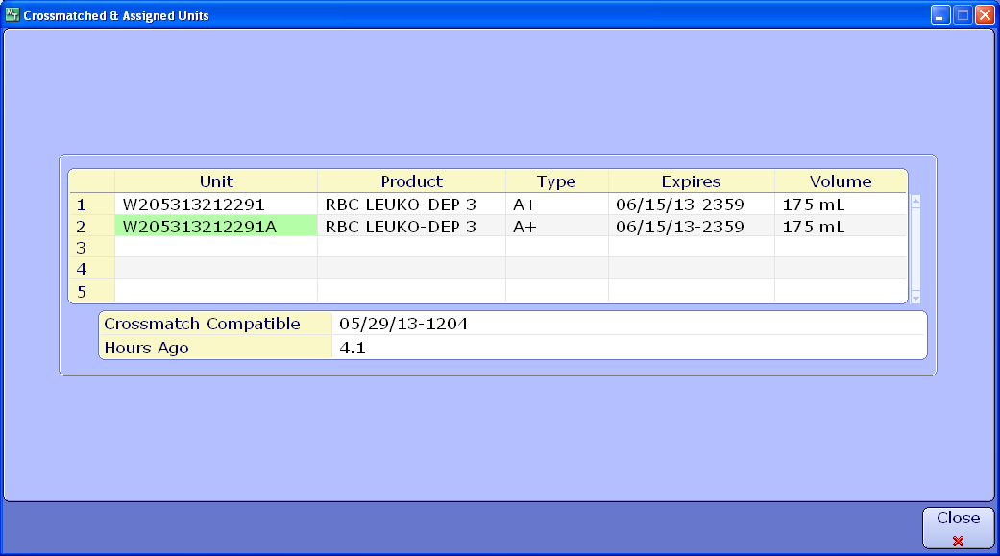 Crossmatched & Assigned Units
Unit Product Type Expires Volume
1 W205313212291 RBC LEUKO-DEP 3 A+ 06/15/13-2359 175 mL
2 W205313212291A RBC LEUKO-DEP 3 A+ 06/15/13-2359 175 mL
3
4
5
Crossmatch Compatible 05/29/13-1204
Hours Ago 4.1
Close